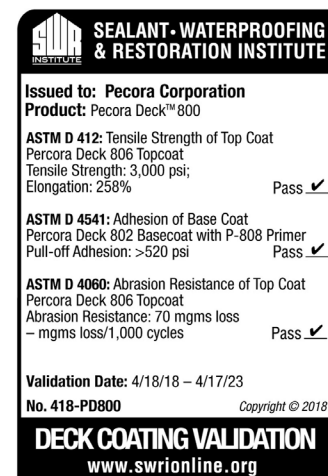 SWR
INSTITUTE
SEALANT • WATERPROOFING
& RESTORATION INSTITUTE
Issued to: Pecora Corporation
Product: Pecora Deck™ 800
ASTM D 412: Tensile Strength of Top Coat
Percora Deck 806 Topcoat
Tensile Strength: 3,000 psi;
Elongation: 258% Pass ✔
ASTM D 4541: Adhesion of Base Coat
Percora Deck 802 Basecoat with P-808 Primer
Pull-off Adhesion: >520 psi Pass ✔
ASTM D 4060: Abrasion Resistance of Top Coat
Percora Deck 806 Topcoat
Abrasion Resistance: 70 mgms loss
– mgms loss/1,000 cycles Pass ✔
Validation Date: 4/18/18 – 4/17/23
No. 418-PD800 Copyright © 2018
DECK COATING VALIDATION
www.swrionline.org